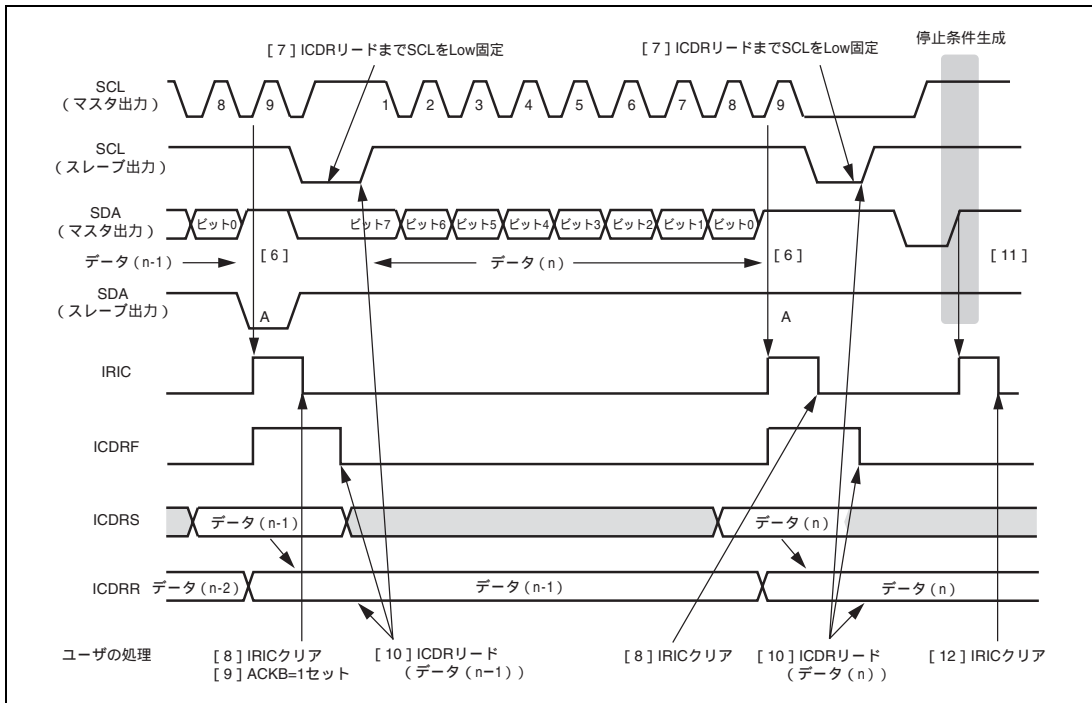 [ 7 ] ICDRリードまでSCLをLow固定
[ 7 ] ICDRリードまでSCLをLow固定
停止条件生成
SCL
( マスタ出力 )
8 9 1 2 3 4 5 6 7 8 9
SCL
( スレーブ出力 )
SDA
( マスタ出力 )
ビット0 ビット7 ビット6 ビット5 ビット4 ビット3 ビット2 ビット1 ビット0
データ ( n-1 ) [ 6 ] データ ( n ) [ 6 ] [ 11 ]
SDA
( スレーブ出力 )
A A
IRIC
ICDRF
ICDRS データ ( n-1 ) データ ( n )
ICDRR データ ( n-2 ) データ ( n-1 ) データ ( n )
ユーザの処理
[ 8 ] IRICクリア
[ 9 ] ACKB=1セット
[ 10 ] ICDRリード
( データ ( n−1 ) )
[ 8 ] IRICクリア
[ 10 ] ICDRリード
( データ ( n ) )
[ 12 ] IRICクリア